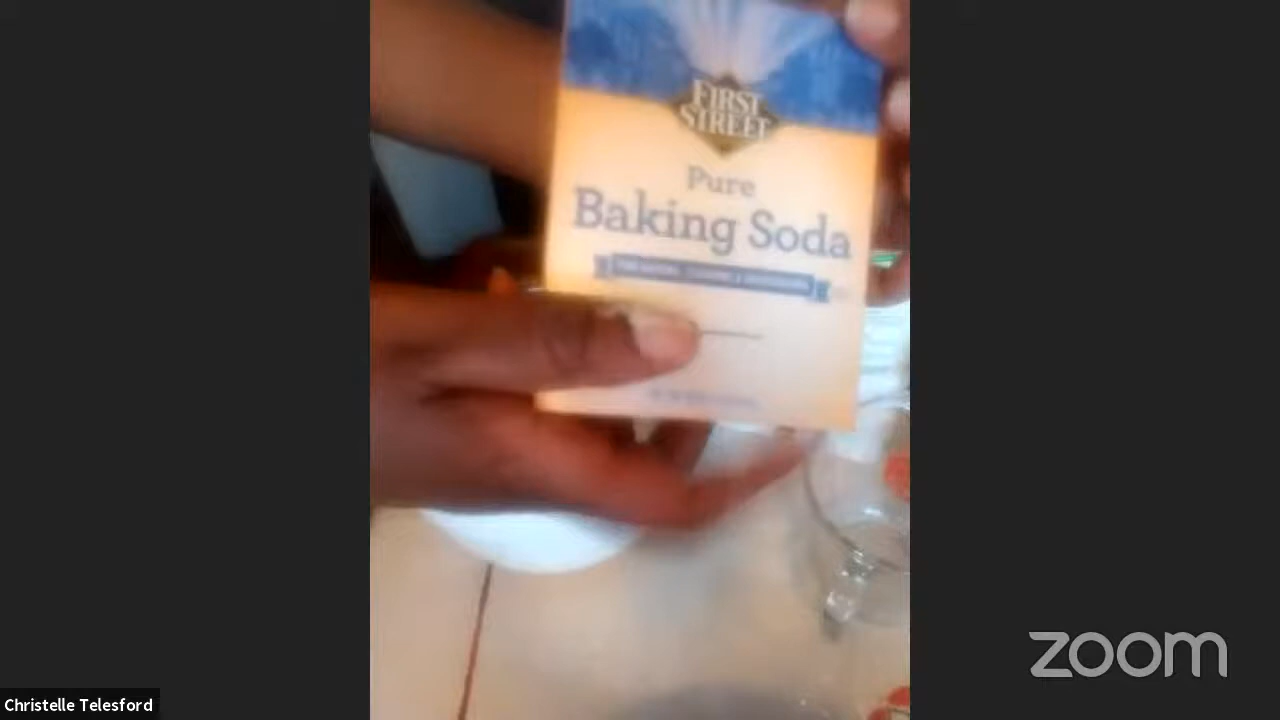 FIRST
STREET
Pure
Baking Soda
Christelle Telesford
zoom